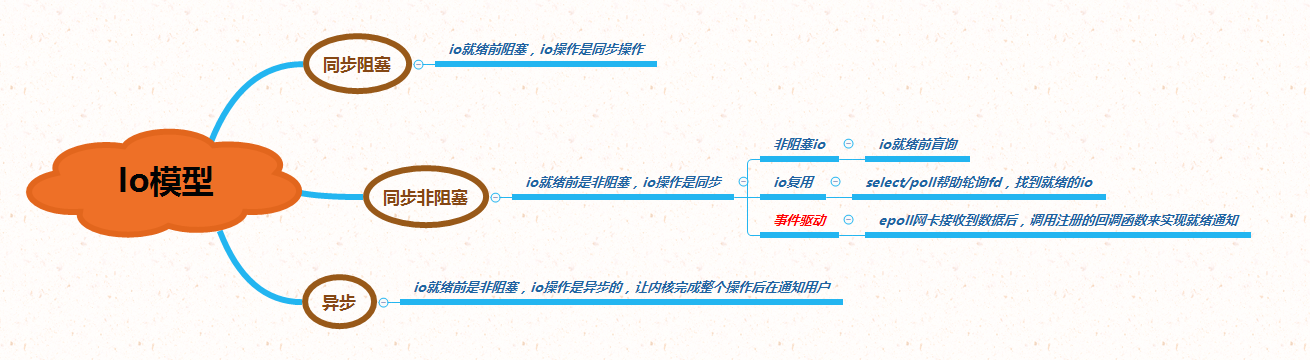 Io模型
同步阻塞
io就绪前阻塞，io操作是同步操作
同步非阻塞
io就绪前是非阻塞，io操作是同步
非阻塞io
io就绪前盲询
io复用
select/poll帮助轮询fd，找到就绪的io
事件驱动
epoll网卡接收到数据后，调用注册的回调函数来实现就绪通知
异步
io就绪前是非阻塞，io操作是异步的，让内核完成整个操作后在通知用户